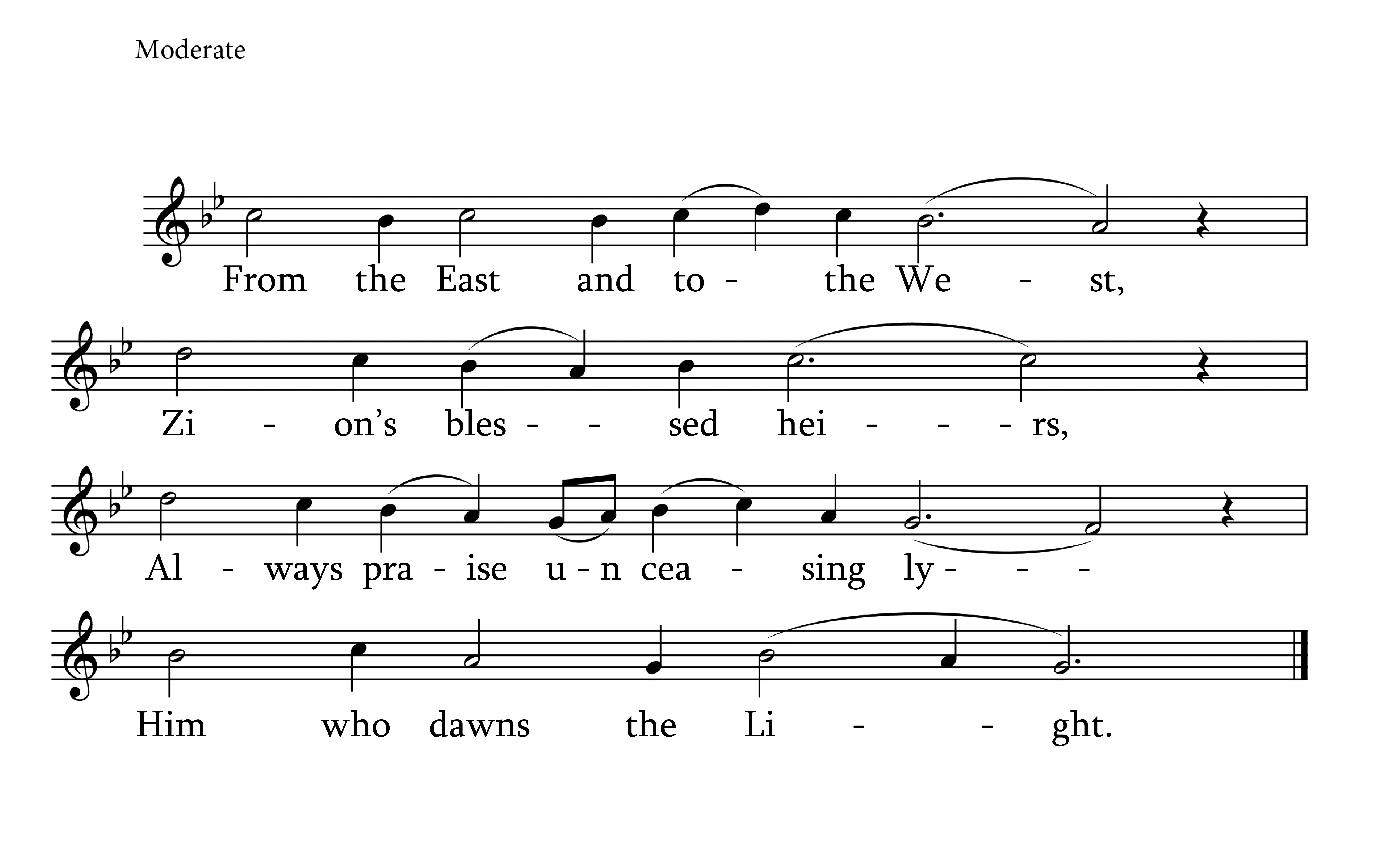 Moderate
From the East and to - the We - st,
Zi - on's bles - - sed hei - - - rs,
Al - ways pra - ise u - n cea - sing ly - - -
Him who dawns the Li - - ght.